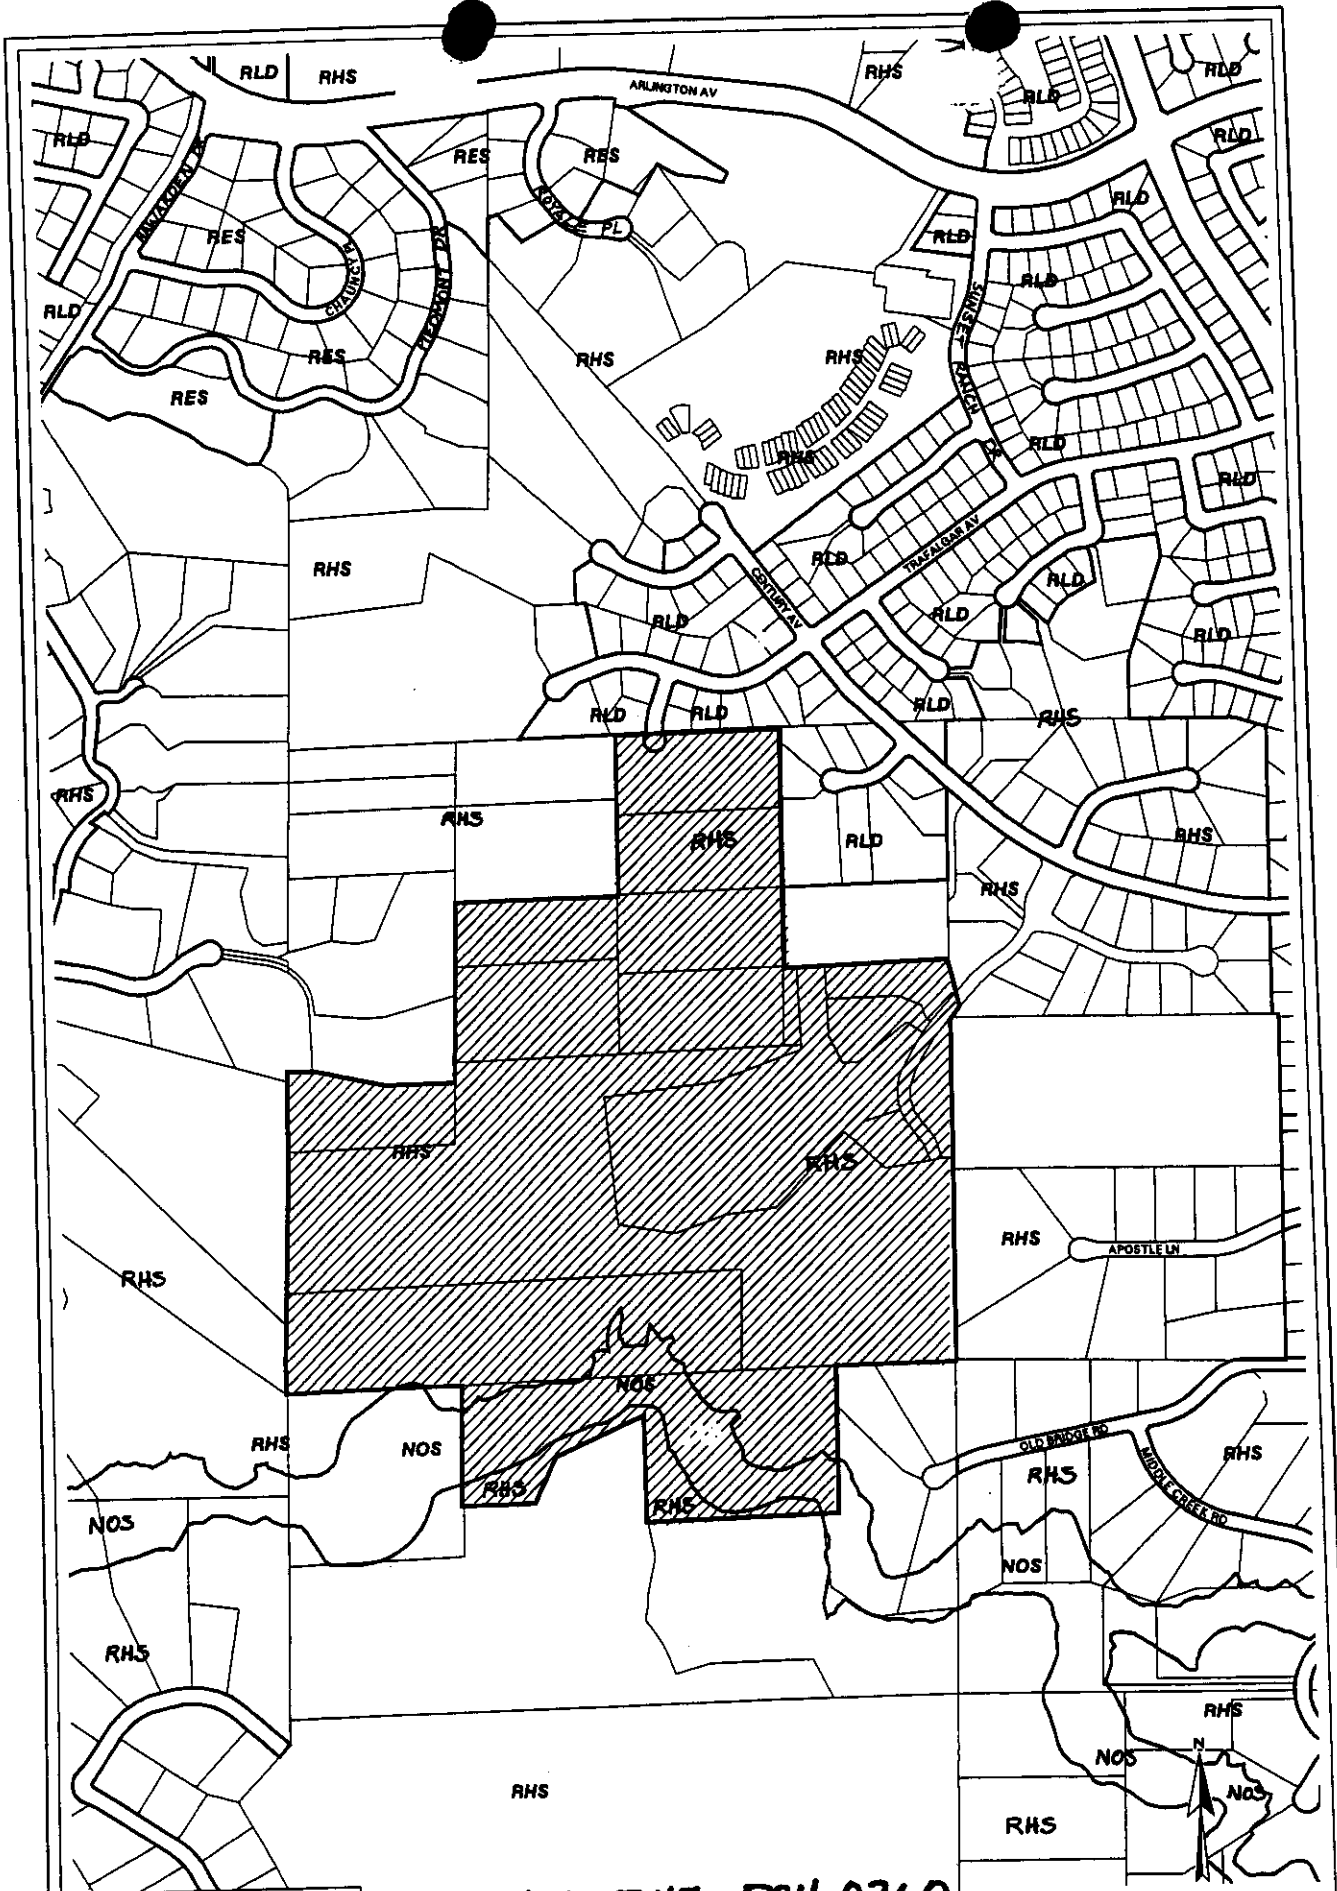 RLD
RHS
ARLINGTON AV
RHS
RLD
RLD
RLD
RES
RES
RLD
HAWARDEN DR
RES
CHAUNCY PL
PIEDMONT DR
ROYALE PL
RLD
RLD
RLD
RLD
RES
RES
RHS
RHS
SUNSET RANCH DR
RHS
RLD
RLD
RHS
RLD
TRAFALGAR AV
CENTURY AV
RLD
RLD
RLD
RLD
RLD
RLD
RLD
RHS
RHS
RHS
RHS
RLD
RHS
RHS
RHS
RHS
RHS
RHS
APOSTLE LN
NOS
RHS
NOS
OLD BRIDGE RD
RHS
MIDDLE CREEK RD
RHS
RHS
RHS
NOS
NOS
RHS
RHS
NOS
N
RHS
NOS
RHS